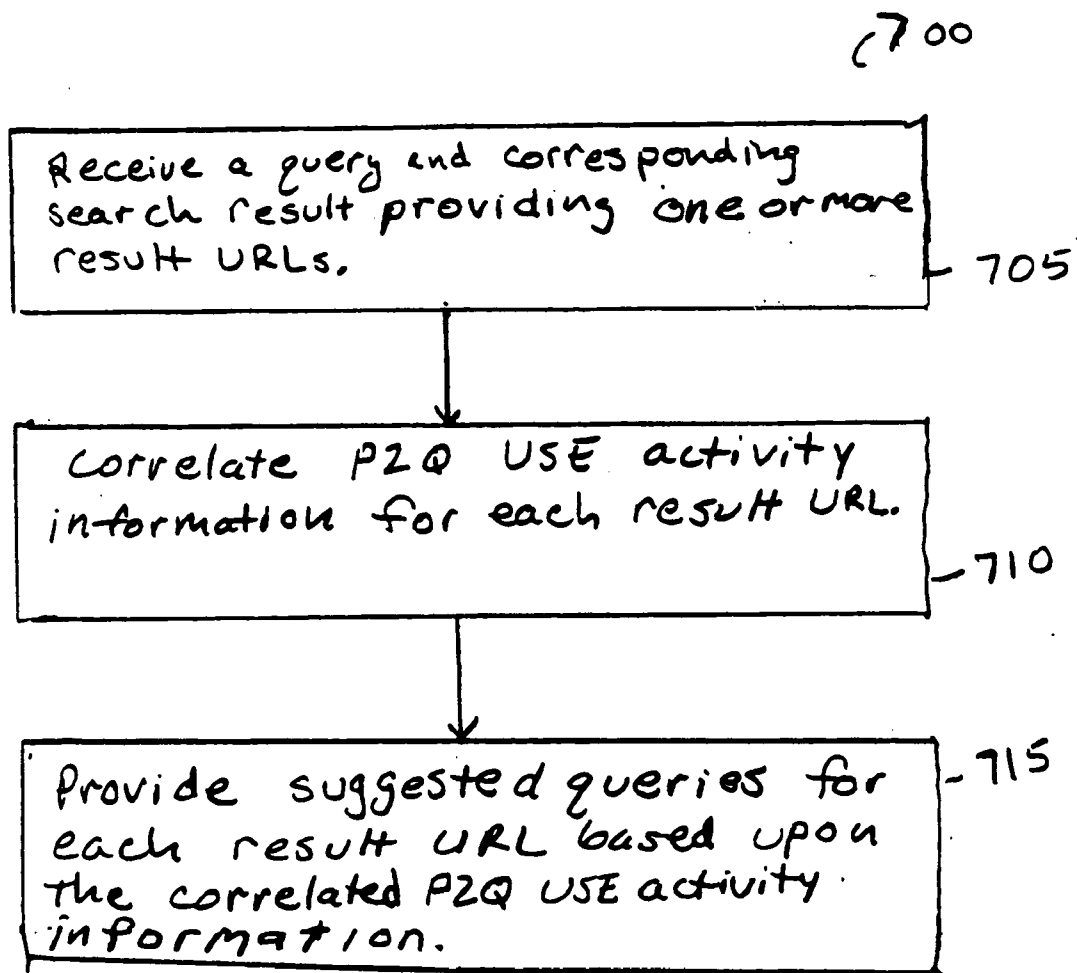 700
Receive a query and corresponding
search result providing one or more
result URLs.
705
Correlate P2Q USE activity
information for each result URL.
710
Provide suggested queries for
each result URL based upon
the correlated P2Q USE activity
information.
715